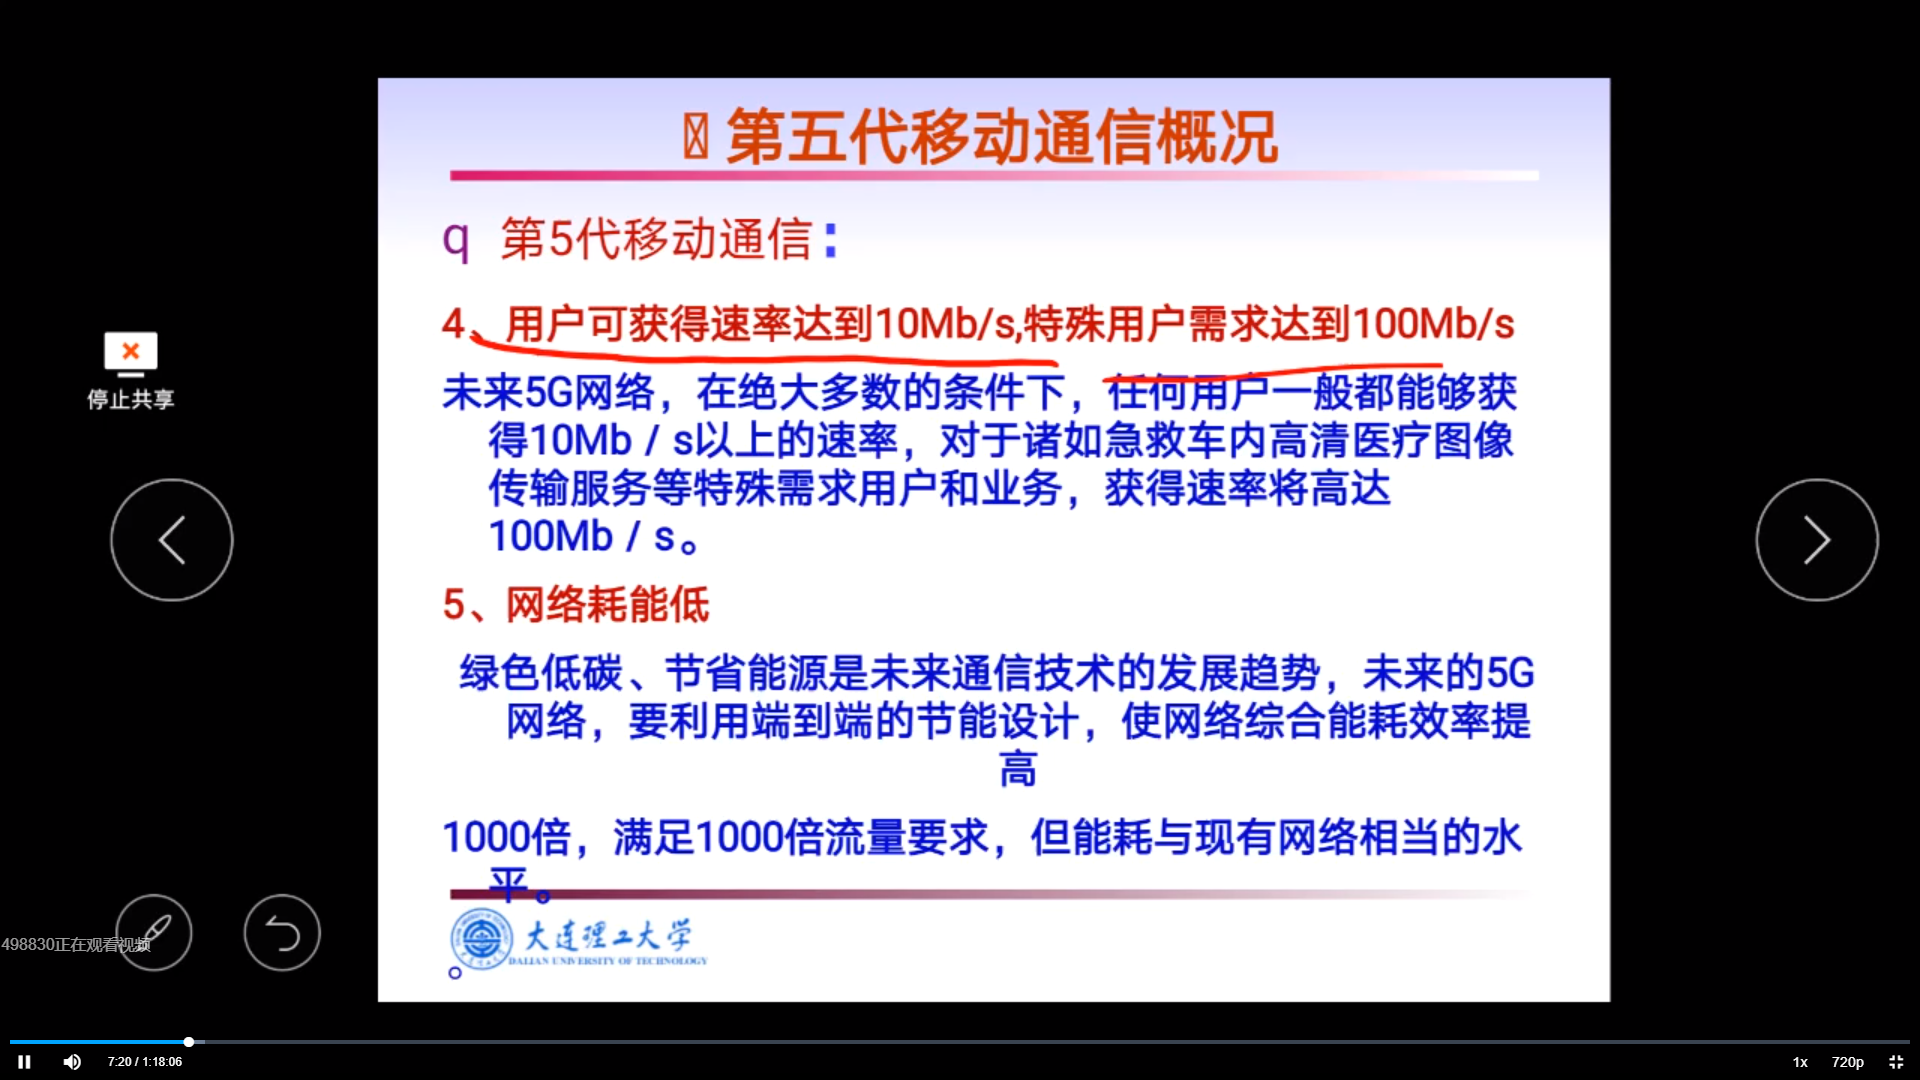 第五代移动通信概况
q 第5代移动通信：
4、用户可获得速率达到10Mb/s,特殊用户需求达到100Mb/s
未来5G网络，在绝大多数的条件下，任何用户一般都能够获
得10Mb / s以上的速率，对于诸如急救车内高清医疗图像
传输服务等特殊需求用户和业务，获得速率将高达
100Mb / s。
5、网络耗能低
绿色低碳、节省能源是未来通信技术的发展趋势，未来的5G
网络，要利用端到端的节能设计，使网络综合能耗效率提
高
1000倍，满足1000倍流量要求，但能耗与现有网络相当的水
平。
大连理工大学
DALIAN UNIVERSITY OF TECHNOLOGY
。
停止共享
498830正在观看视频
7:20 / 1:18:06
1x
720p